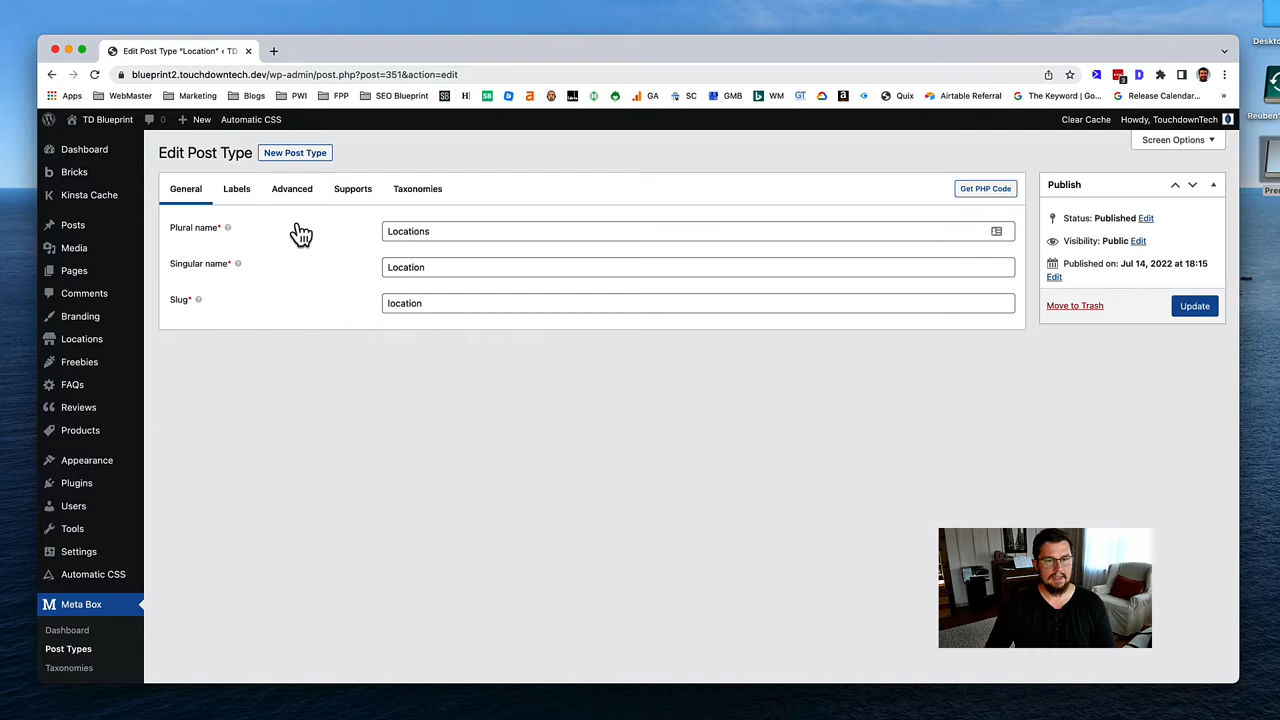 Desktop
Edit Post Type "Location" ‹ TD
blueprint2.touchdowntech.dev/wp-admin/post.php?post=351&action=edit
Apps WebMaster Marketing Blogs PWI FPP SEO Blueprint GA SC GMB WM Quix Airtable Referral The Keyword | Go... Release Calendar... »
Reuben'
TD Blueprint 0 New Automatic CSS Clear Cache Howdy, TouchdownTech
Screen Options
Edit Post Type New Post Type
General Labels Advanced Supports Taxonomies Get PHP Code
Plural name* Locations
Singular name* Location
Slug* location
Publish
Status: Published Edit
Visibility: Public Edit
Published on: Jul 14, 2022 at 18:15
Edit
Move to Trash Update
Dashboard
Bricks
Kinsta Cache
Posts
Media
Pages
Comments
Branding
Locations
Freebies
FAQs
Reviews
Products
Appearance
Plugins
Users
Tools
Settings
Automatic CSS
Meta Box
Dashboard
Post Types
Taxonomies